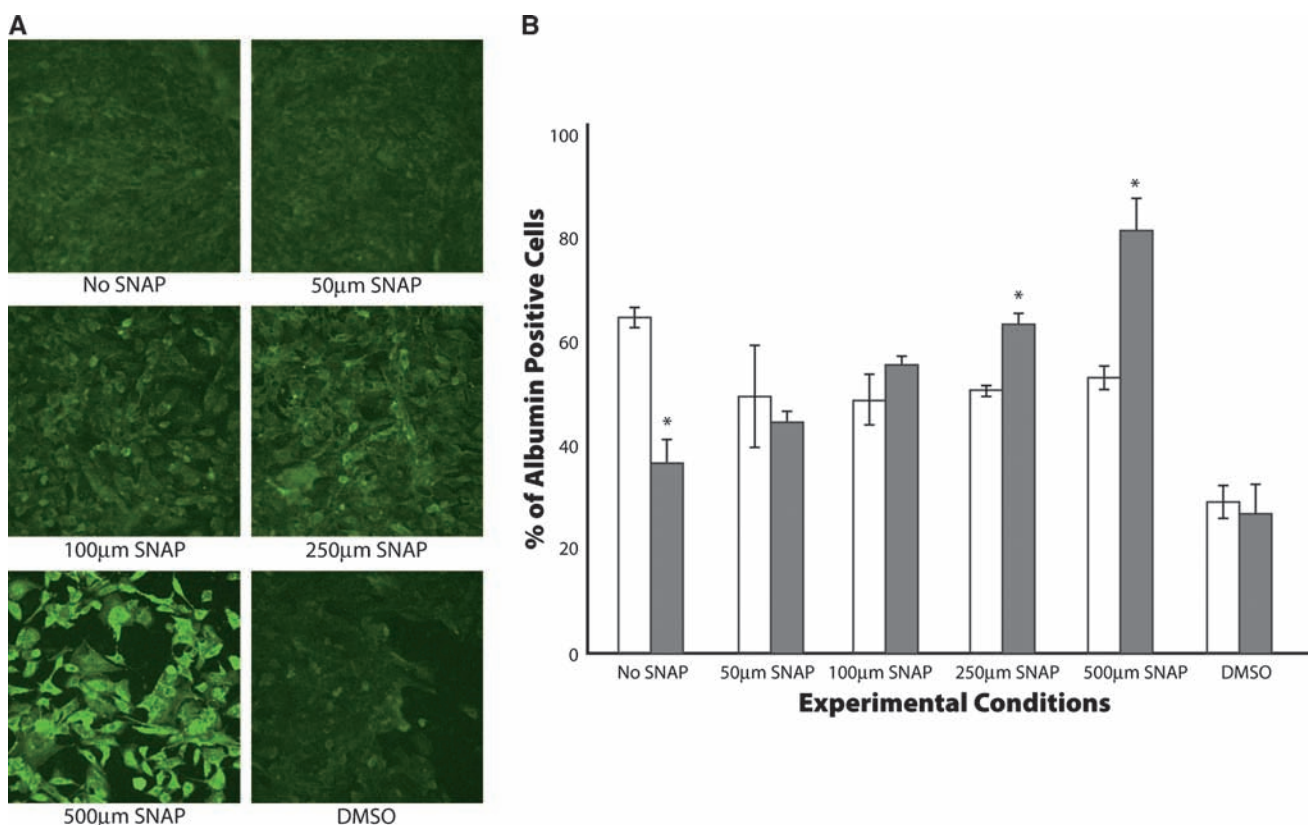 A
No SNAP
50μm SNAP
100μm SNAP
250μm SNAP
500μm SNAP
DMSO
B
% of Albumin Positive Cells
100
80
60
40
20
0
*
*
*
No SNAP
50μm SNAP
100μm SNAP
250μm SNAP
500μm SNAP
DMSO
Experimental Conditions